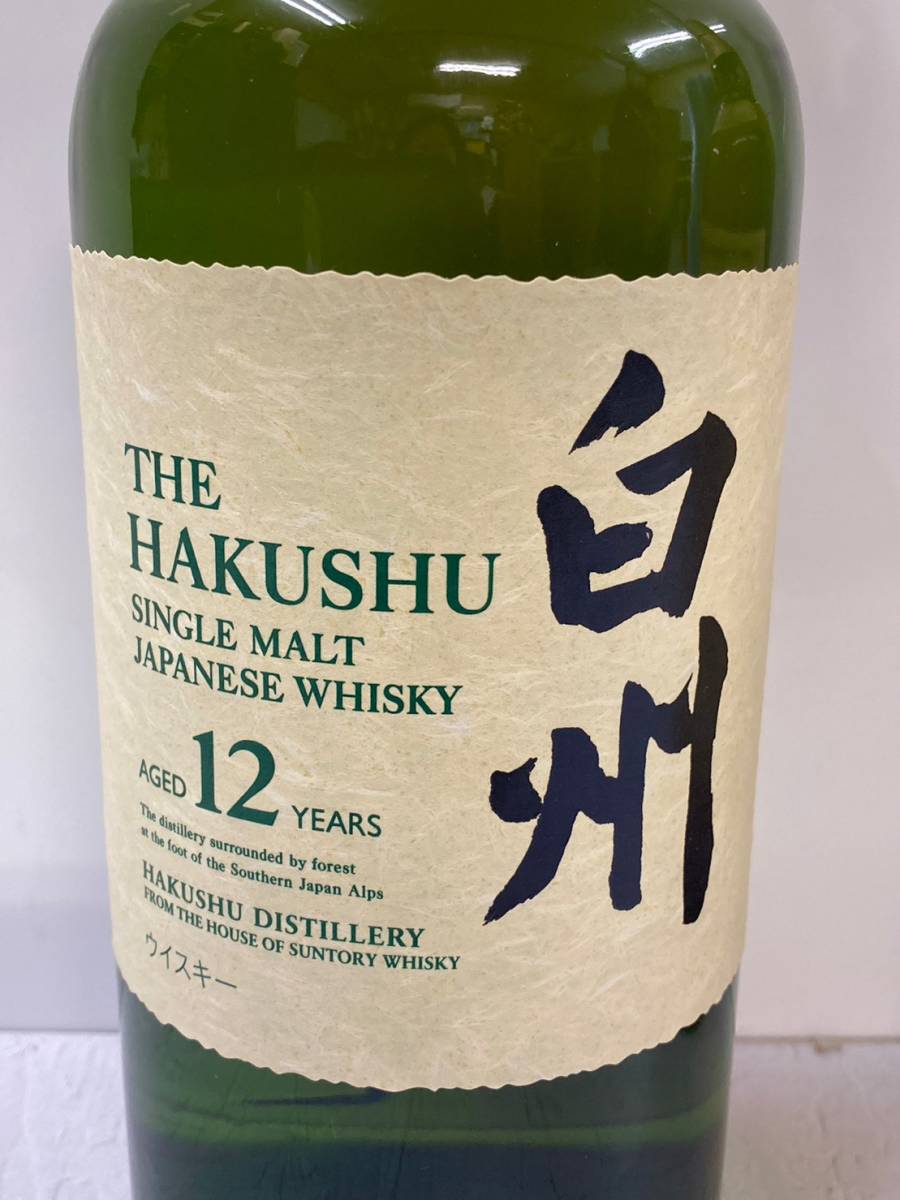 THE
HAKUSHU
SINGLE MALT
JAPANESE WHISKY
AGED 12 YEARS
The distillery surrounded by forest
at the foot of the Southern Japan Alps
HAKUSHU DISTILLERY
FROM THE HOUSE OF SUNTORY WHISKY
ウイスキー
白州